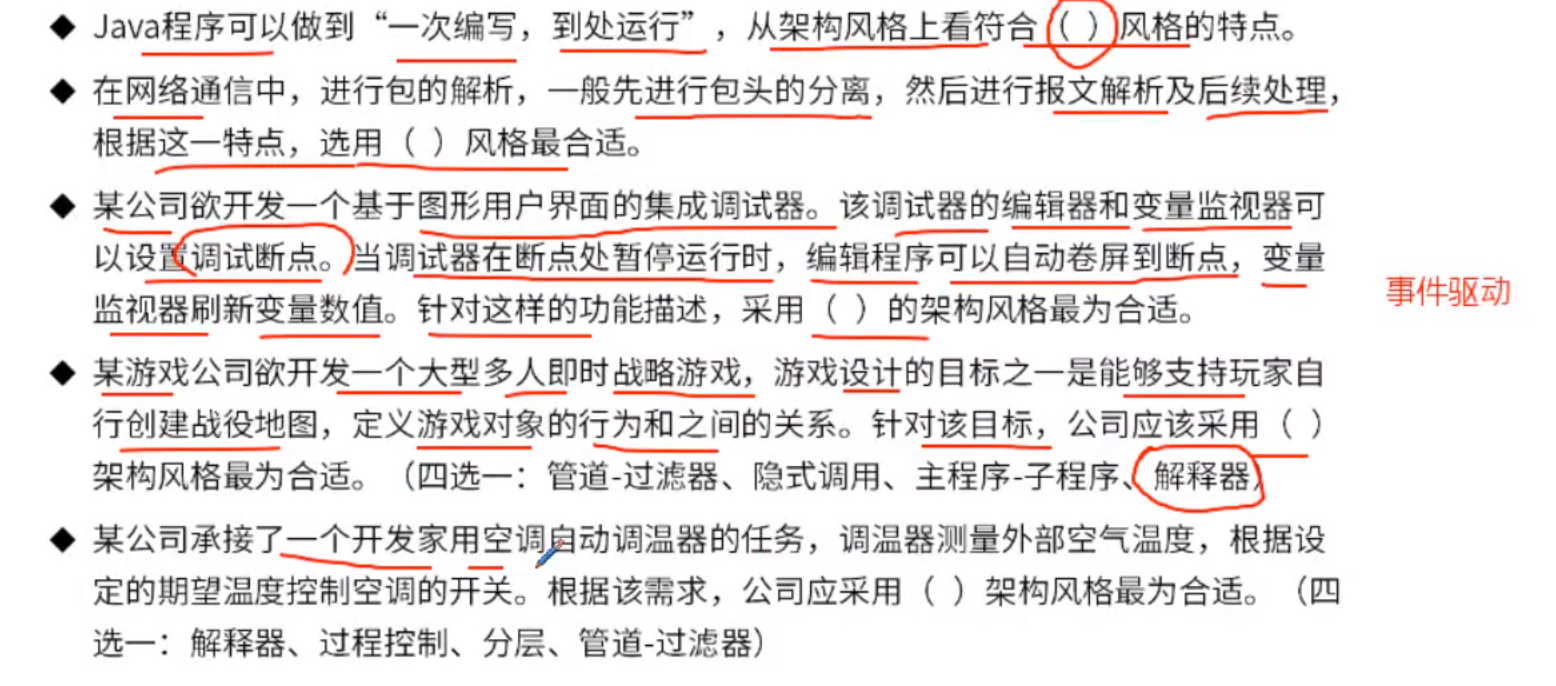 ◆ Java程序可以做到“一次编写，到处运行”，从架构风格上看符合（ ）风格的特点。
◆ 在网络通信中，进行包的解析，一般先进行包头的分离，然后进行报文解析及后续处理，
根据这一特点，选用（ ）风格最合适。
◆ 某公司欲开发一个基于图形用户界面的集成调试器。该调试器的编辑器和变量监视器可
以设置调试断点。当调试器在断点处暂停运行时，编辑程序可以自动卷屏到断点，变量
监视器刷新变量数值。针对这样的功能描述，采用（ ）的架构风格最为合适。
事件驱动
◆ 某游戏公司欲开发一个大型多人即时战略游戏，游戏设计的目标之一是能够支持玩家自
行创建战役地图，定义游戏对象的行为和之间的关系。针对该目标，公司应该采用（ ）
架构风格最为合适。（四选一：管道-过滤器、隐式调用、主程序-子程序、解释器）
◆ 某公司承接了一个开发家用空调自动调温器的任务，调温器测量外部空气温度，根据设
定的期望温度控制空调的开关。根据该需求，公司应采用（ ）架构风格最为合适。（四
选一：解释器、过程控制、分层、管道-过滤器）